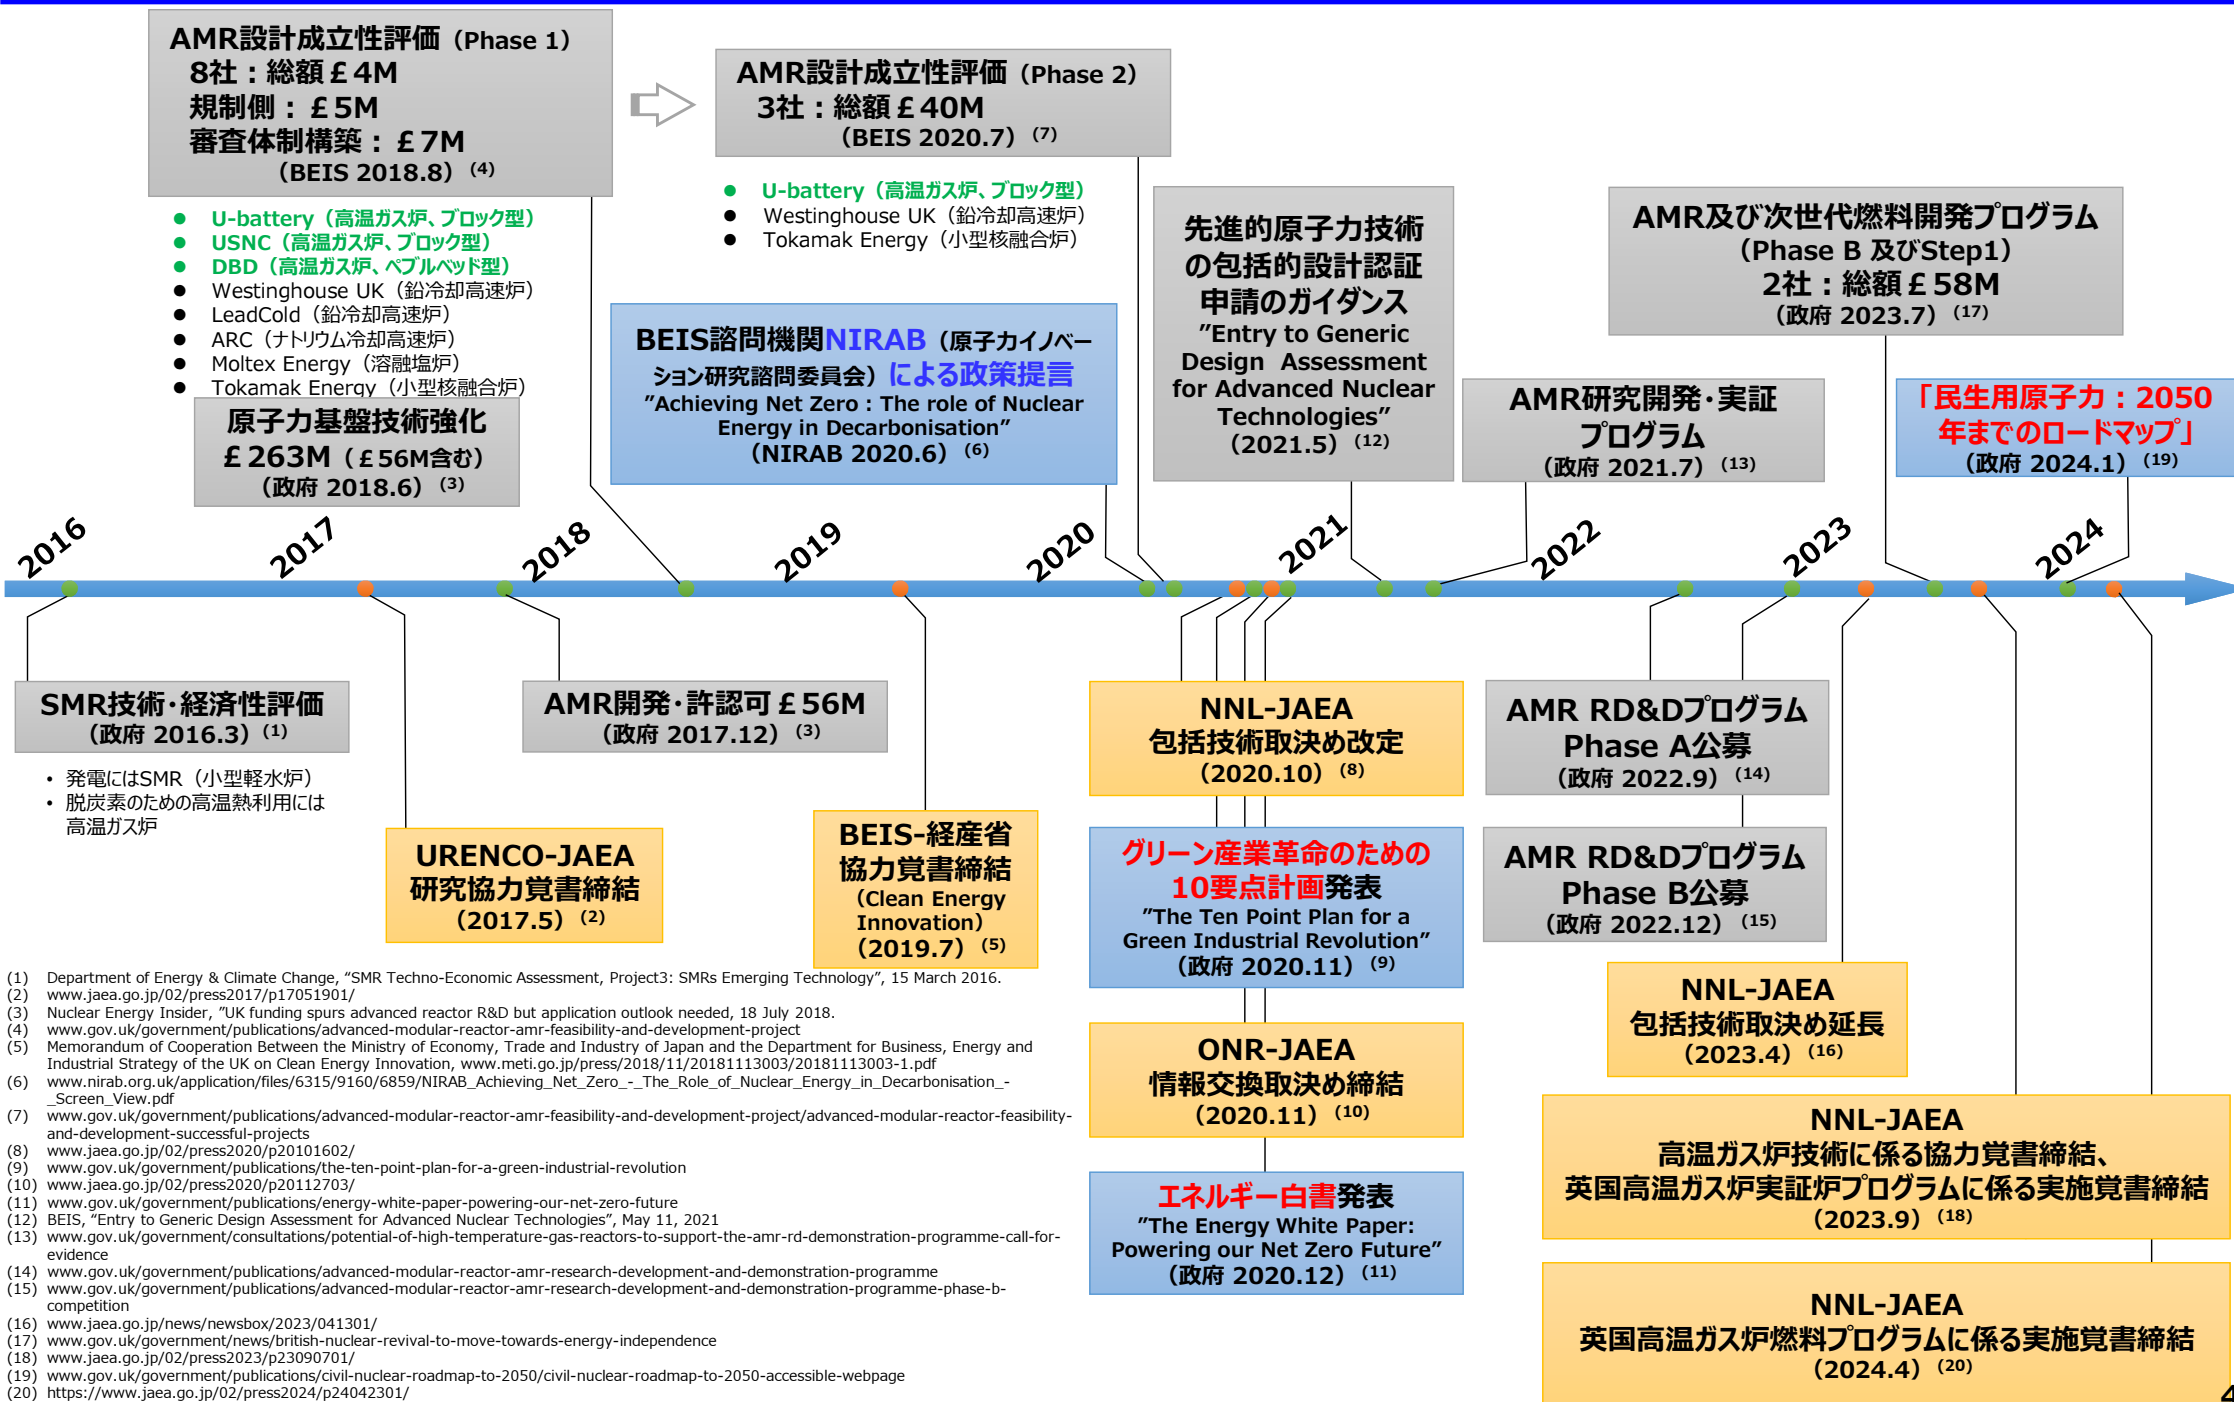 AMR設計成立性評価（Phase 1）
8社：総額￡4M
規制側：￡5M
審査体制構築：￡7M
（BEIS 2018.8）(4)
● U-battery（高温ガス炉、ブロック型）
● USNC（高温ガス炉、ブロック型）
● DBD（高温ガス炉、ペブルベッド型）
● Westinghouse UK（鉛冷却高速炉）
● LeadCold（鉛冷却高速炉）
● ARC（ナトリウム冷却高速炉）
● Moltex Energy（溶融塩炉）
● Tokamak Energy（小型核融合炉）
原子力基盤技術強化
￡263M（￡56M含む）
（政府 2018.6）(3)
AMR設計成立性評価（Phase 2）
3社：総額￡40M
（BEIS 2020.7）(7)
● U-battery（高温ガス炉、ブロック型）
● Westinghouse UK（鉛冷却高速炉）
● Tokamak Energy（小型核融合炉）
BEIS諮問機関NIRAB（原子力イノベー
ション研究諮問委員会）による政策提言
”Achieving Net Zero : The role of Nuclear
Energy in Decarbonisation”
（NIRAB 2020.6）(6)
先進的原子力技術
の包括的設計認証
申請のガイダンス
”Entry to Generic
Design Assessment
for Advanced Nuclear
Technologies”
（2021.5）(12)
AMR研究開発・実証
プログラム
（政府 2021.7）(13)
AMR及び次世代燃料開発プログラム
（Phase B 及びStep1）
2社：総額￡58M
（政府 2023.7）(17)
「民生用原子力：2050
年までのロードマップ」
（政府 2024.1）(19)
2016
2017
2018
2019
2020
2021
2022
2023
2024
SMR技術・経済性評価
（政府 2016.3）(1)
• 発電にはSMR（小型軽水炉）
• 脱炭素のための高温熱利用には
高温ガス炉
URENCO-JAEA
研究協力覚書締結
（2017.5）(2)
AMR開発・許認可￡56M
（政府 2017.12）(3)
BEIS-経産省
協力覚書締結
（Clean Energy
Innovation）
（2019.7）(5)
NNL-JAEA
包括技術取決め改定
（2020.10）(8)
グリーン産業革命のための
10要点計画発表
”The Ten Point Plan for a
Green Industrial Revolution”
（政府 2020.11）(9)
ONR-JAEA
情報交換取決め締結
（2020.11）(10)
エネルギー白書発表
”The Energy White Paper:
Powering our Net Zero Future”
（政府 2020.12）(11)
AMR RD&Dプログラム
Phase A公募
（政府 2022.9）(14)
AMR RD&Dプログラム
Phase B公募
（政府 2022.12）(15)
NNL-JAEA
包括技術取決め延長
（2023.4）(16)
NNL-JAEA
高温ガス炉技術に係る協力覚書締結、
英国高温ガス炉実証炉プログラムに係る実施覚書締結
（2023.9）(18)
NNL-JAEA
英国高温ガス炉燃料プログラムに係る実施覚書締結
（2024.4）(20)
(1) Department of Energy & Climate Change, “SMR Techno-Economic Assessment, Project3: SMRs Emerging Technology”, 15 March 2016.
(2) www.jaea.go.jp/02/press2017/p17051901/
(3) Nuclear Energy Insider, ”UK funding spurs advanced reactor R&D but application outlook needed, 18 July 2018.
(4) www.gov.uk/government/publications/advanced-modular-reactor-amr-feasibility-and-development-project
(5) Memorandum of Cooperation Between the Ministry of Economy, Trade and Industry of Japan and the Department for Business, Energy and
Industrial Strategy of the UK on Clean Energy Innovation, www.meti.go.jp/press/2018/11/20181113003/20181113003-1.pdf
(6) www.nirab.org.uk/application/files/6315/9160/6859/NIRAB_Achieving_Net_Zero_-_The_Role_of_Nuclear_Energy_in_Decarbonisation_-
_Screen_View.pdf
(7) www.gov.uk/government/publications/advanced-modular-reactor-amr-feasibility-and-development-project/advanced-modular-reactor-feasibility-
and-development-successful-projects
(8) www.jaea.go.jp/02/press2020/p20101602/
(9) www.gov.uk/government/publications/the-ten-point-plan-for-a-green-industrial-revolution
(10) www.jaea.go.jp/02/press2020/p20112703/
(11) www.gov.uk/government/publications/energy-white-paper-powering-our-net-zero-future
(12) BEIS, “Entry to Generic Design Assessment for Advanced Nuclear Technologies”, May 11, 2021
(13) www.gov.uk/government/consultations/potential-of-high-temperature-gas-reactors-to-support-the-amr-rd-demonstration-programme-call-for-
evidence
(14) www.gov.uk/government/publications/advanced-modular-reactor-amr-research-development-and-demonstration-programme
(15) www.gov.uk/government/publications/advanced-modular-reactor-amr-research-development-and-demonstration-programme-phase-b-
competition
(16) www.jaea.go.jp/news/newsbox/2023/041301/
(17) www.gov.uk/government/news/british-nuclear-revival-to-move-towards-energy-independence
(18) www.jaea.go.jp/02/press2023/p23090701/
(19) www.gov.uk/government/publications/civil-nuclear-roadmap-to-2050/civil-nuclear-roadmap-to-2050-accessible-webpage
(20) https://www.jaea.go.jp/02/press2024/p24042301/